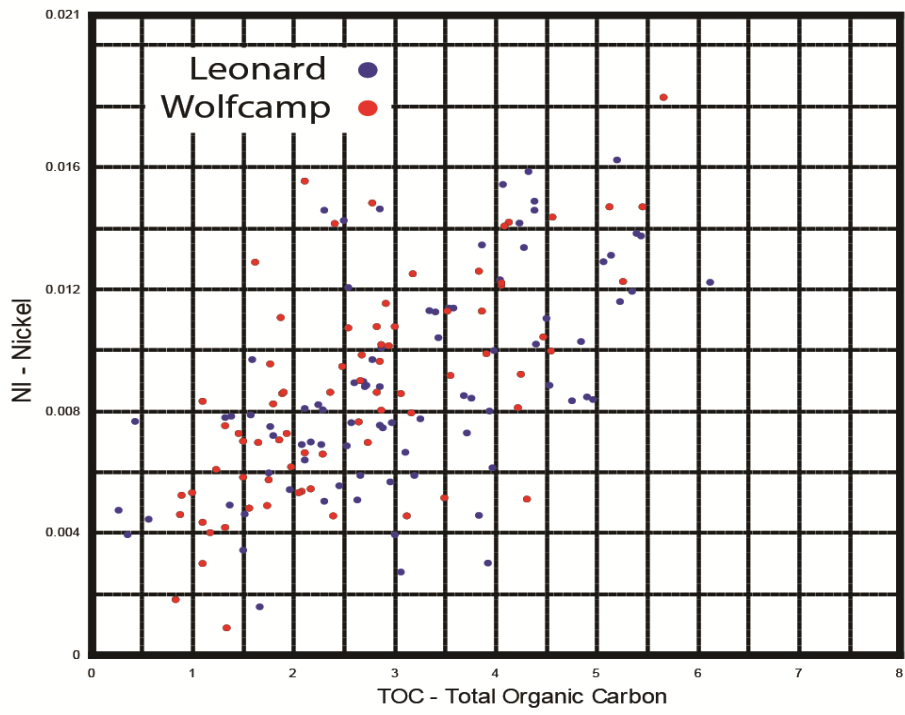 0.021
Leonard
Wolfcamp
0.016
0.012
0.008
0.004
0
NI - Nickel
0 1 2 3 4 5 6 7 8
TOC - Total Organic Carbon